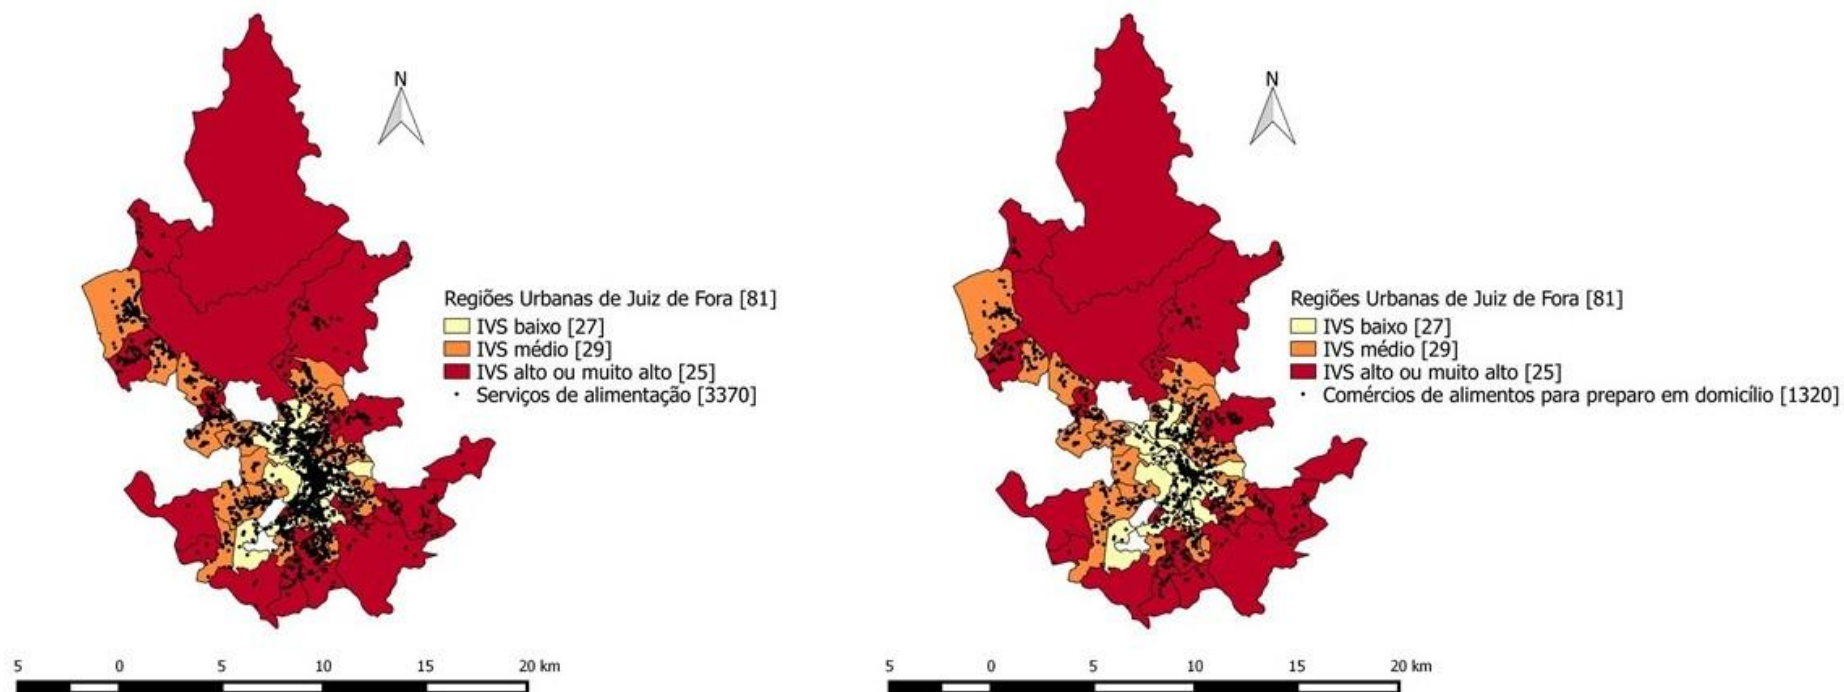 N
Regiões Urbanas de Juiz de Fora [81]
IVS baixo [27]
IVS médio [29]
IVS alto ou muito alto [25]
Serviços de alimentação [3370]
5 0 5 10 15 20 km
N
Regiões Urbanas de Juiz de Fora [81]
IVS baixo [27]
IVS médio [29]
IVS alto ou muito alto [25]
Comércios de alimentos para preparo em domicílio [1320]
5 0 5 10 15 20 km